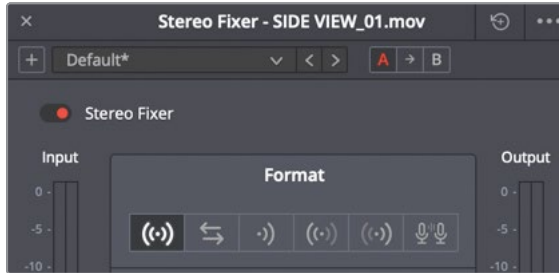 Stereo Fixer - SIDE VIEW_01.mov
Default*
A B
Stereo Fixer
Input
Format
Output
0 -
0 -
-5 -
-5 -
-10 -
-10 -